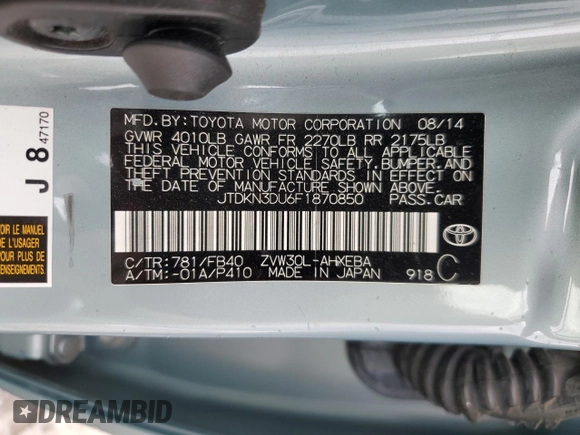 MFD.BY:TOYOTA MOTOR CORPORATION 08/14
GVWR 4010LB GAWR FR 2270LB RR 2175LB
THIS VEHICLE CONFORMS TO ALL APPLICABLE
FEDERAL MOTOR VEHICLE SAFETY,BUMPER,AND
THEFT PREVENTION STANDARDS IN EFFECT ON
THE DATE OF MANUFACTURE SHOWN ABOVE.
JTDKN3DU6F1870850 PASS.CAR
C/TR:781/FB40 ZVW30L-AHXEBA
A/TM:-01A/P410 MADE IN JAPAN 918 C
TOYOTA
J 8 47170
OIR LE MANUEL
E L'USAGER
OUR PLUS DE
ENSEIGNEMENTS.
DREAMBID